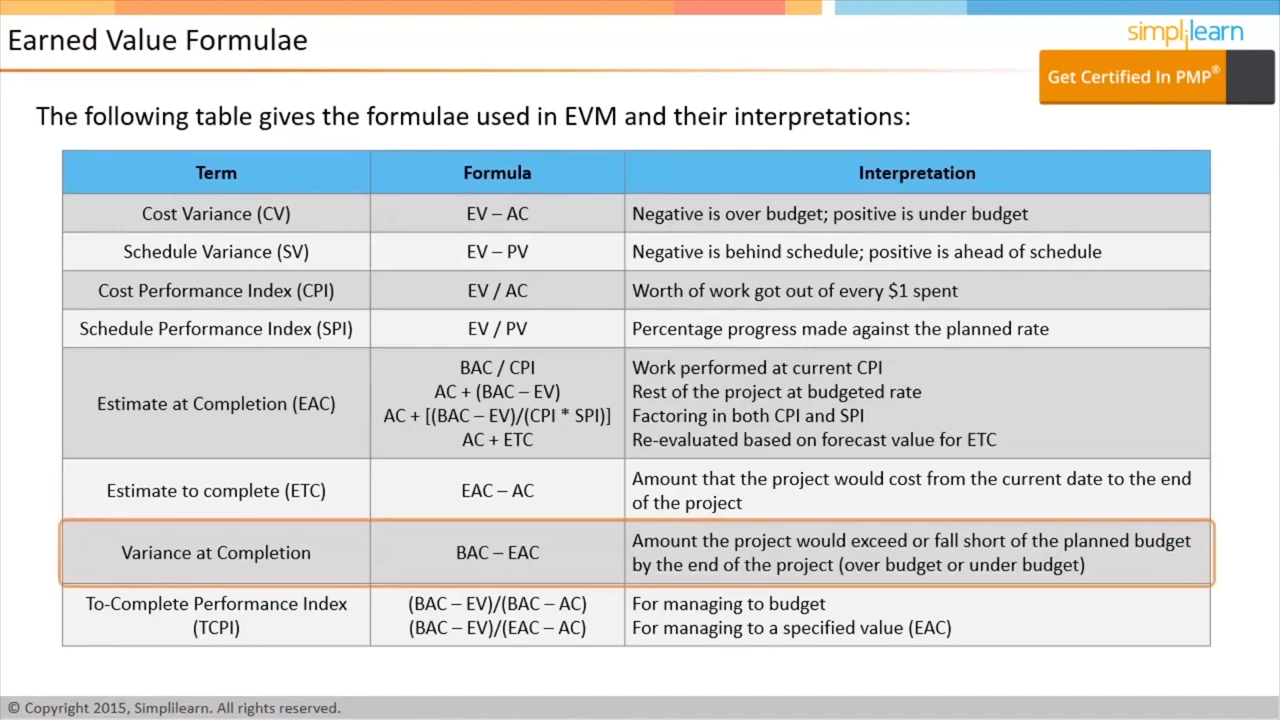 Earned Value Formulae
simplilearn
Get Certified In PMP®
The following table gives the formulae used in EVM and their interpretations:
Term Formula Interpretation
Cost Variance (CV) EV – AC Negative is over budget; positive is under budget
Schedule Variance (SV) EV – PV Negative is behind schedule; positive is ahead of schedule
Cost Performance Index (CPI) EV / AC Worth of work got out of every $1 spent
Schedule Performance Index (SPI) EV / PV Percentage progress made against the planned rate
Estimate at Completion (EAC)
BAC / CPI Work performed at current CPI
AC + (BAC – EV) Rest of the project at budgeted rate
AC + [(BAC – EV)/(CPI * SPI)] Factoring in both CPI and SPI
AC + ETC Re-evaluated based on forecast value for ETC
Estimate to complete (ETC) EAC – AC Amount that the project would cost from the current date to the end
of the project
Variance at Completion BAC – EAC Amount the project would exceed or fall short of the planned budget
by the end of the project (over budget or under budget)
To-Complete Performance Index (BAC – EV)/(BAC – AC) For managing to budget
(TCPI) (BAC – EV)/(EAC – AC) For managing to a specified value (EAC)
© Copyright 2015, Simplilearn. All rights reserved.